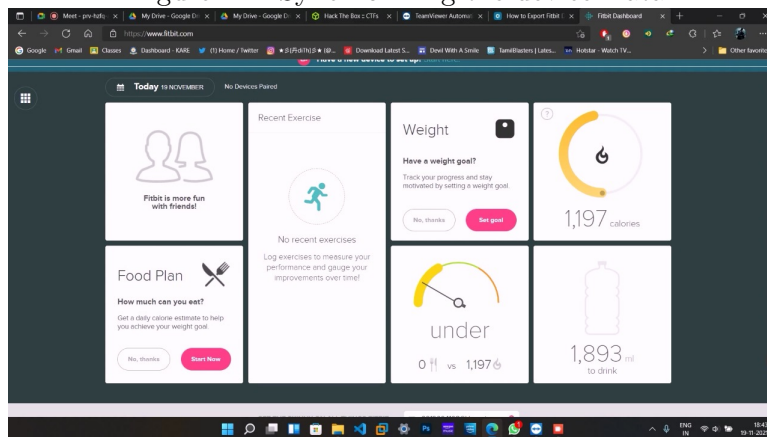 Meet - prv-hzfq-
My Drive - Google Dr
My Drive - Google Dr
Hack The Box :: CTFs
TeamViewer Automati
How to Export Fitbit
Fitbit Dashboard
https://www.fitbit.com
Google
Gmail
Classes
Dashboard - KARE
(1) Home / Twitter
Download Latest S...
Devil With A Smile
TamilBlasters | Lates...
Hotstar - Watch TV...
Other favorite
Today 19 NOVEMBER
No Devices Paired
Fitbit is more fun
with friends!
Recent Exercise
No recent exercises
Log exercises to measure your
performance and gauge your
improvements over time!
Weight
Have a weight goal?
Track your progress and stay
motivated by setting a weight goal.
No, thanks
Set goal
?
1,197 calories
Food Plan
How much can you eat?
Get a daily calorie estimate to help
you achieve your weight goal.
No, thanks
Start Now
under
0 vs 1,197
1,893 ml
to drink
ENG
IN
18:43
19-11-2021